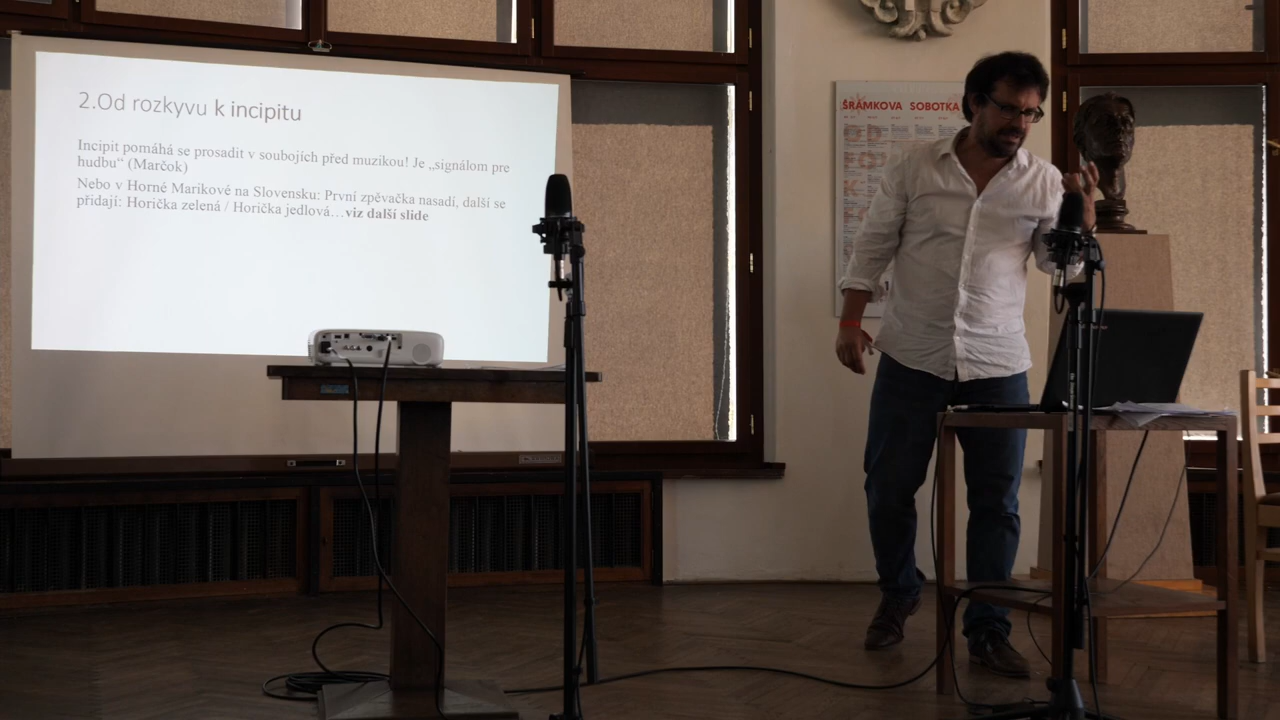 2.Od rozkyvu k incipitu
Incipit pomáhá se prosadit v soubojích před muzikou! Je „signálom pre
hudbu“ (Marčok)
Nebo v Horné Marikové na Slovensku: První zpěvačka nasadí, další se
přidají: Horička zelená / Horička jedlová…viz další slide
ŠRÁMKOVA SOBOTKA